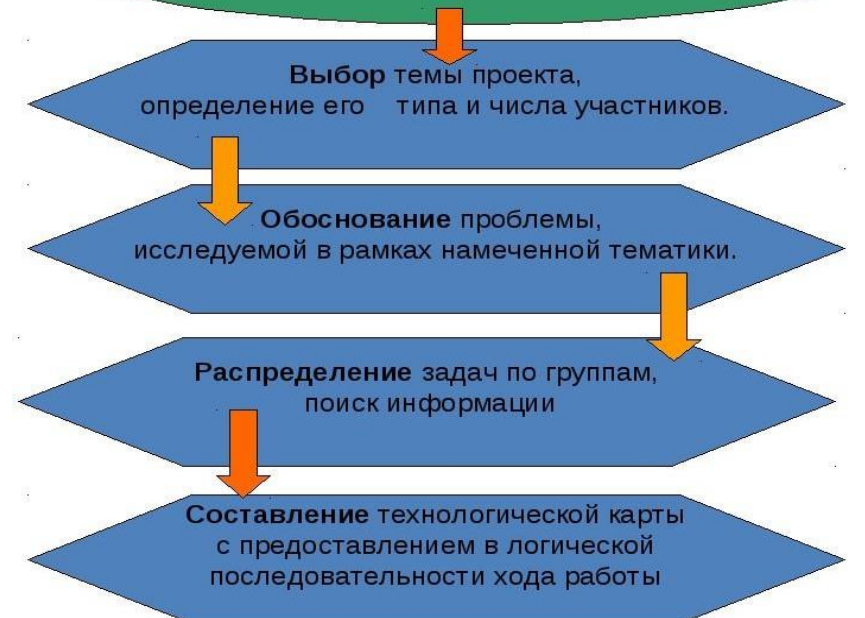 Выбор темы проекта,
определение его типа и числа участников.
Обоснование проблемы,
исследуемой в рамках намеченной тематики.
Распределение задач по группам,
поиск информации
Составление технологической карты
с предоставлением в логической
последовательности хода работы